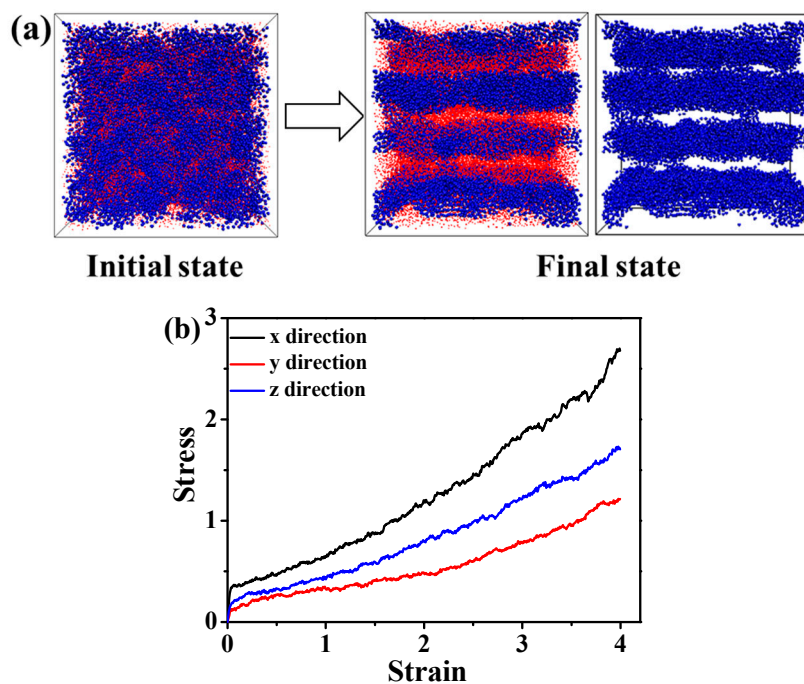 (a)
Initial state
Final state
(b)
3
x direction
y direction
z direction
2
Stress
1
0
0 1 2 3 4
Strain